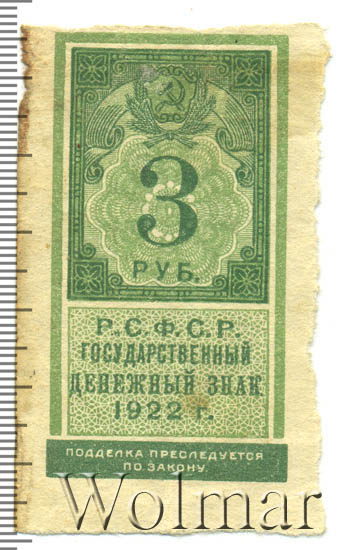 3
РУБ.
Р.С.Ф.С.Р.
ГОСУДАРСТВЕННЫЙ
ДЕНЕЖНЫЙ ЗНАК
1922 г.
ПОДДЕЛКА ПРЕСЛЕДУЕТСЯ
ПО ЗАКОНУ.
Wolmar